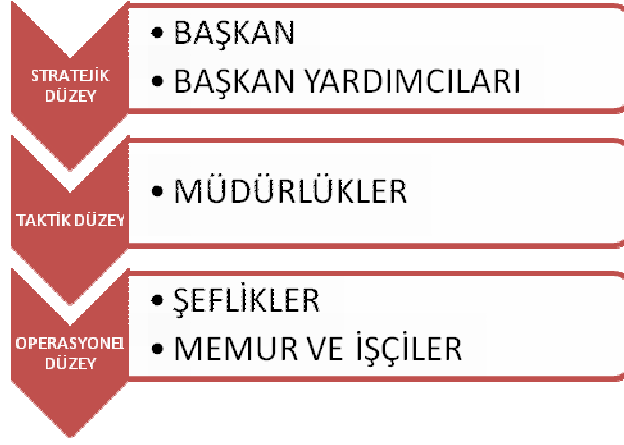 STRATEJİK
DÜZEY
• BAŞKAN
• BAŞKAN YARDIMCILARI
TAKTİK DÜZEY
• MÜDÜRLÜKLER
OPERASYONEL
DÜZEY
• ŞEFLİKLER
• MEMUR VE İŞÇİLER